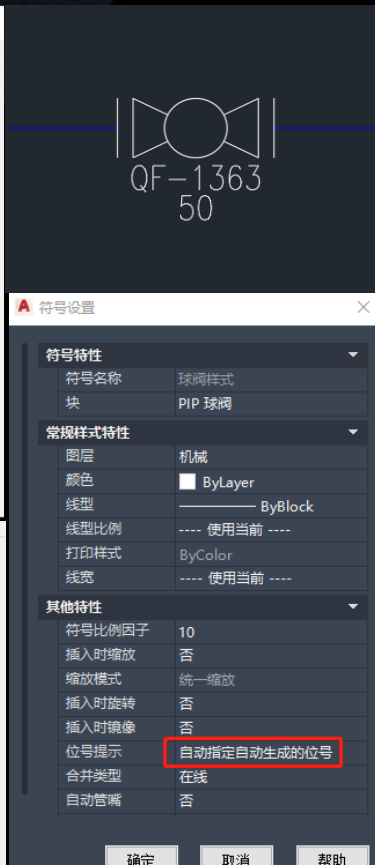 QF-1363
50
A 符号设置
符号特性
符号名称 球阀样式
块 PIP 球阀
常规样式特性
图层 机械
颜色 ByLayer
线型 ByBlock
线型比例 ---- 使用当前 ----
打印样式 ByColor
线宽 ---- 使用当前 ----
其他特性
符号比例因子 10
插入时缩放 否
缩放模式 统一缩放
插入时旋转 否
插入时镜像 否
位号提示 自动指定自动生成的位号
合并类型 在线
自动管嘴 否
确定 取消 帮助